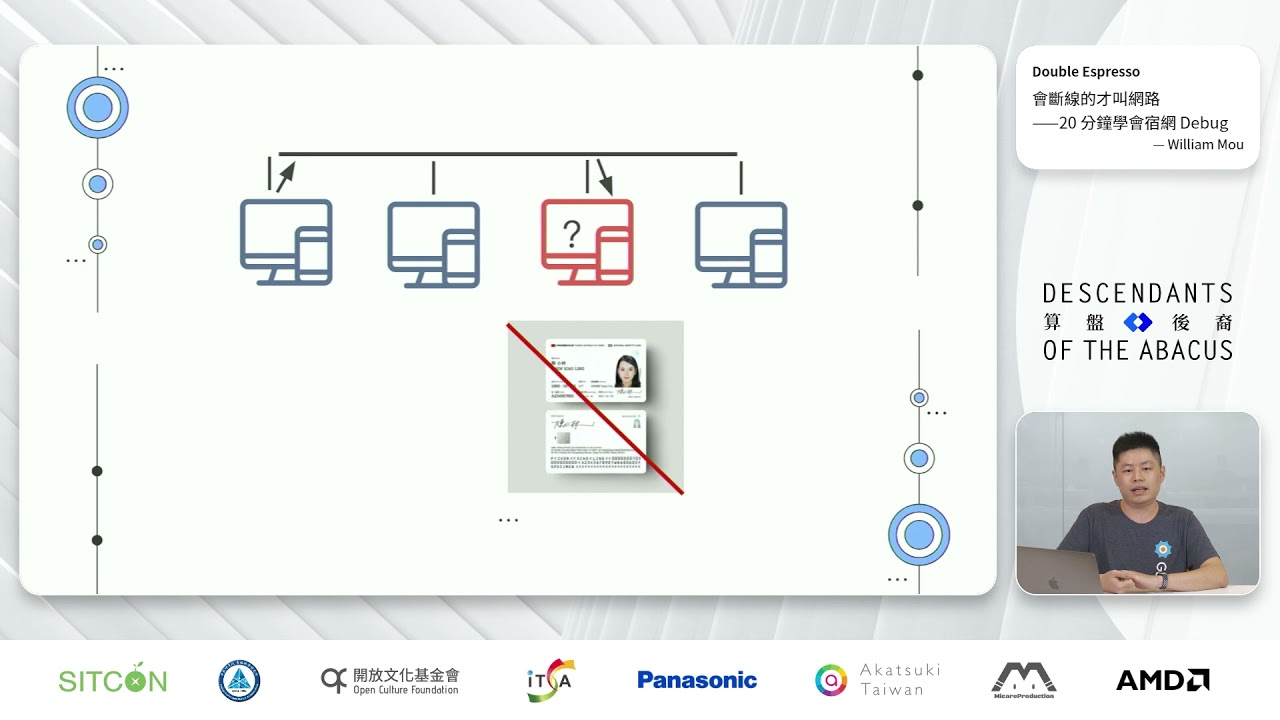 Double Espresso
會斷線的才叫網路
——20 分鐘學會宿網 Debug
— William Mou
?
DESCENDANTS
算盤後裔
OF THE ABACUS
SITCON
開放文化基金會
Open Culture Foundation
iTSA
Panasonic
Akatsuki
Taiwan
MicareProduction
AMD